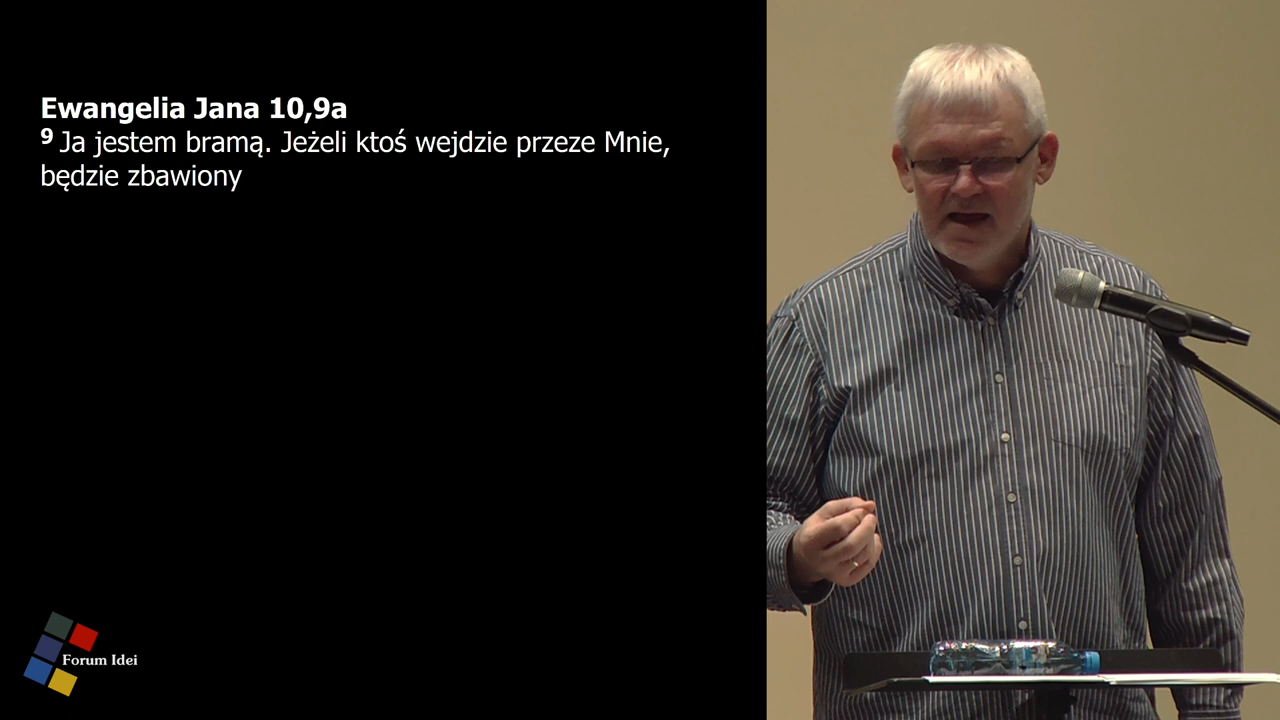 Ewangelia Jana 10,9a
9 Ja jestem bramą. Jeżeli ktoś wejdzie przeze Mnie,
będzie zbawiony
Forum Idei